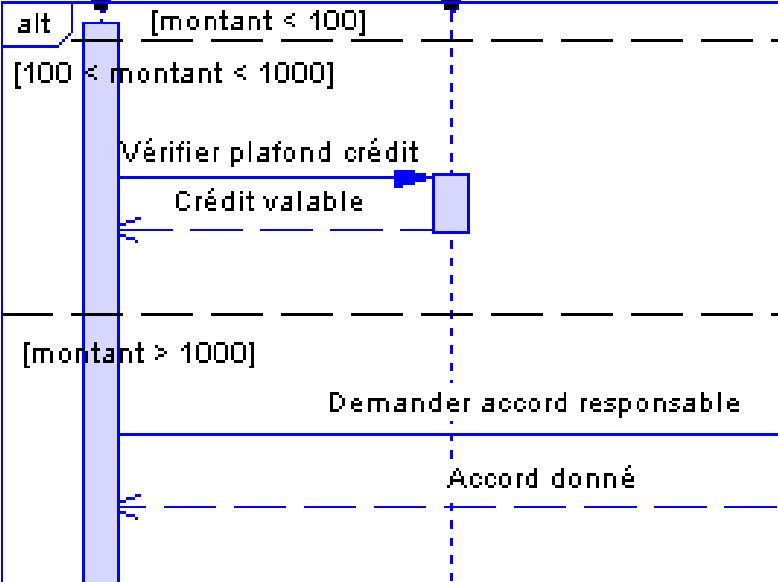 alt
[montant < 100]
[100 < montant < 1000]
Vérifier plafond crédit
Crédit valable
[montant > 1000]
Demander accord responsable
Accord donné